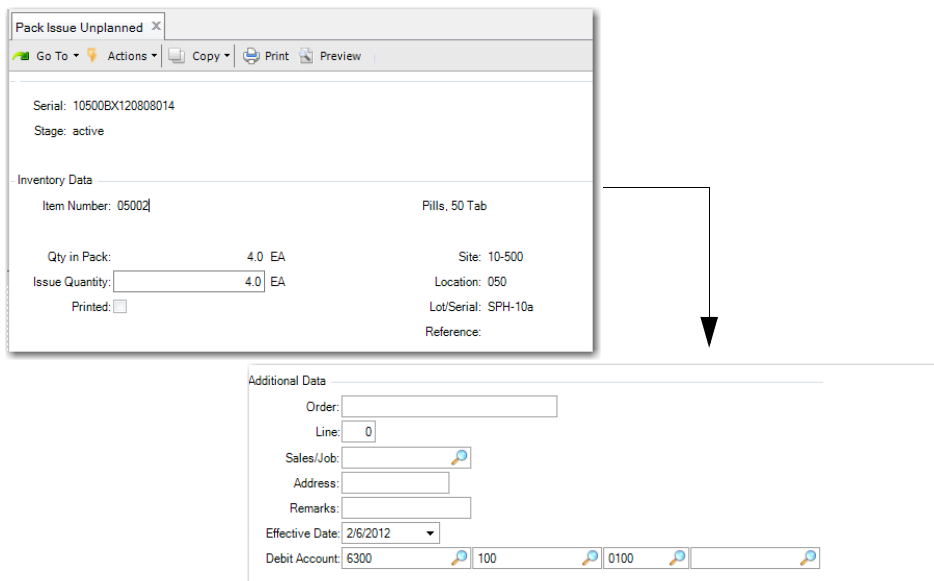 Pack Issue Unplanned
Go To Actions Copy Print Preview
Serial: 10500BX120808014
Stage: active
Inventory Data
Item Number: 05002 Pills, 50 Tab
Qty in Pack: 4.0 EA Site: 10-500
Issue Quantity: 4.0 EA Location: 050
Printed: Lot/Serial: SPH-10a
Reference:
Additional Data
Order:
Line: 0
Sales/Job:
Address:
Remarks:
Effective Date: 2/6/2012
Debit Account: 6300 100 0100